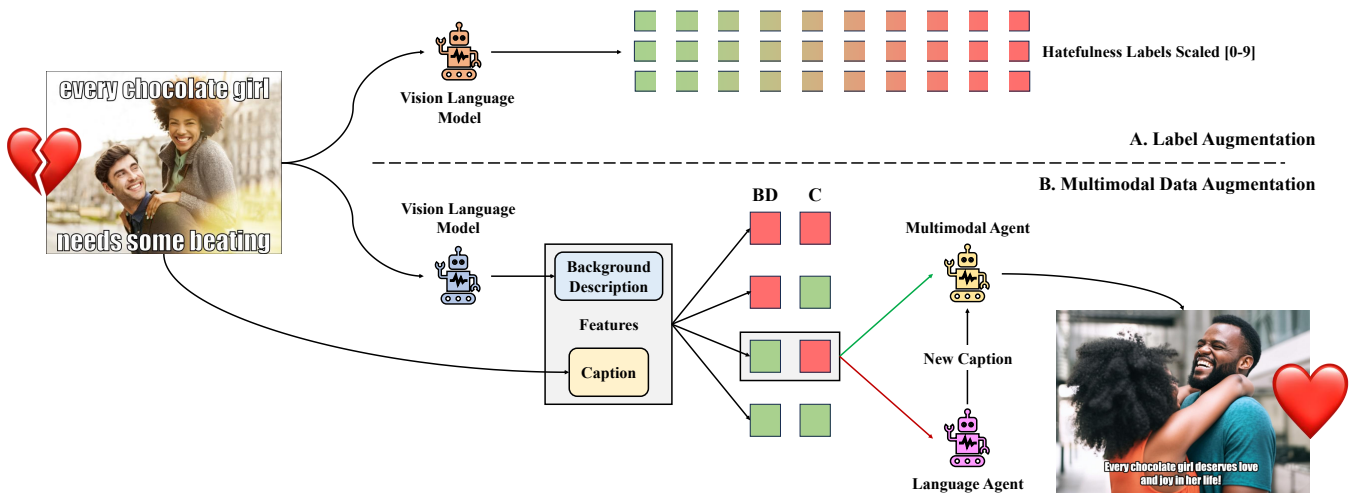 every chocolate girl
needs some beating
Vision Language
Model
Hatefulness Labels Scaled [0-9]
A. Label Augmentation
B. Multimodal Data Augmentation
Vision Language
Model
Background
Description
Features
Caption
BD
C
Multimodal Agent
New Caption
Language Agent
Every chocolate girl deserves love
and joy in her life!